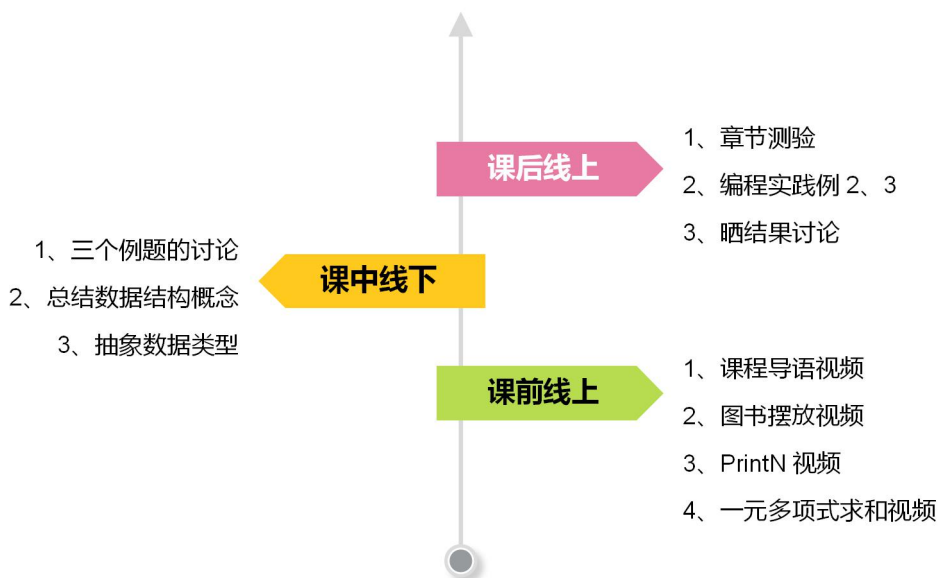 课后线上
1、章节测验
2、编程实践例 2、3
3、晒结果讨论
课中线下
1、三个例题的讨论
2、总结数据结构概念
3、抽象数据类型
课前线上
1、课程导语视频
2、图书摆放视频
3、PrintN 视频
4、一元多项式求和视频